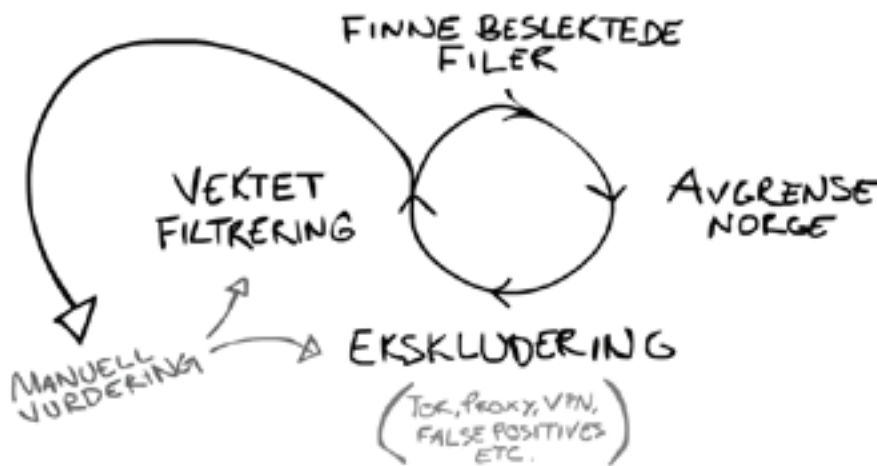 FINNE BESLEKTEDE
FILER
VEKTET
FILTRERING
AVGRENSE
NORGE
EKSKLUDERING
(TOR, PROXY, VPN,
FALSE POSITIVES
ETC.)
MANUELL
VURDERING